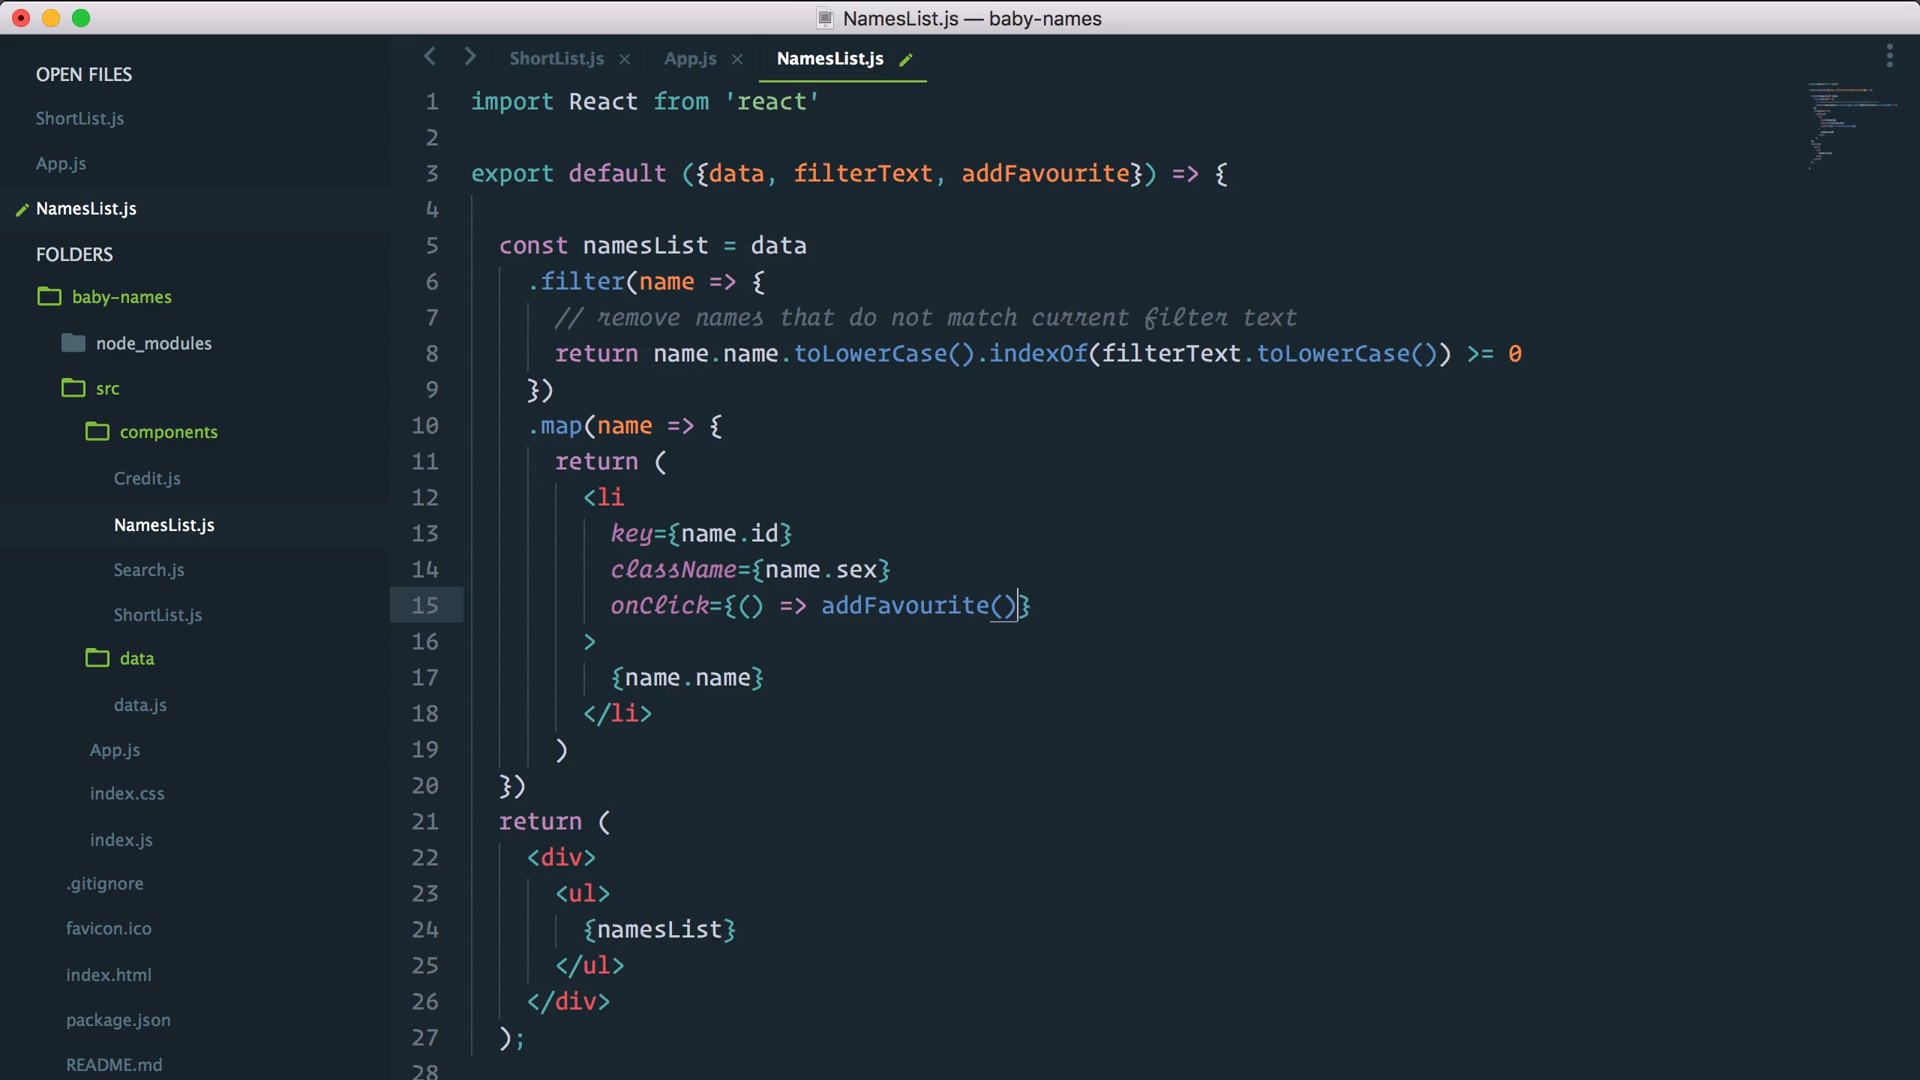 NamesList.js — baby-names
OPEN FILES
ShortList.js
App.js
NamesList.js
FOLDERS
baby-names
node_modules
src
components
Credit.js
NamesList.js
Search.js
ShortList.js
data
data.js
App.js
index.css
index.js
.gitignore
favicon.ico
index.html
package.json
README.md
ShortList.js × App.js × NamesList.js
1 import React from 'react'
2
3 export default ({data, filterText, addFavourite}) => {
4
5 const namesList = data
6 .filter(name => {
7 // remove names that do not match current filter text
8 return name.name.toLowerCase().indexOf(filterText.toLowerCase()) >= 0
9 })
10 .map(name => {
11 return (
12 <li
13 key={name.id}
14 className={name.sex}
15 onClick={() => addFavourite()}
16 >
17 {name.name}
18 </li>
19 )
20 })
21 return (
22 <div>
23 <ul>
24 {namesList}
25 </ul>
26 </div>
27 );
28